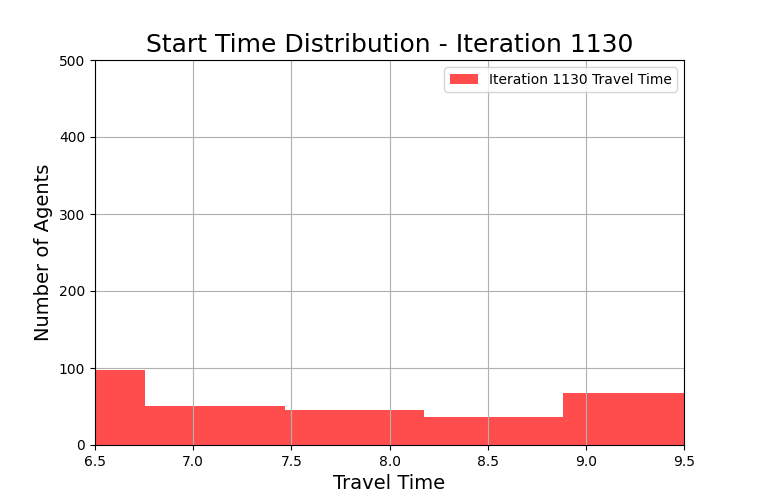 Start Time Distribution - Iteration 1130
500
400
300
200
100
0
Number of Agents
Iteration 1130 Travel Time
6.5 7.0 7.5 8.0 8.5 9.0 9.5
Travel Time